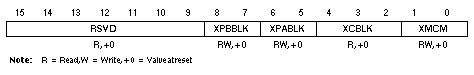 15 14 13 12 11 10 9 8 7 6 5 4 3 2 1 0
RSVD XPBBLK XPABLK XCBLK XMCM
R,+0 RW,+0 RW,+0 R,+0 RW,+0
Note: R = Read,W = Write,+0 = Value at reset